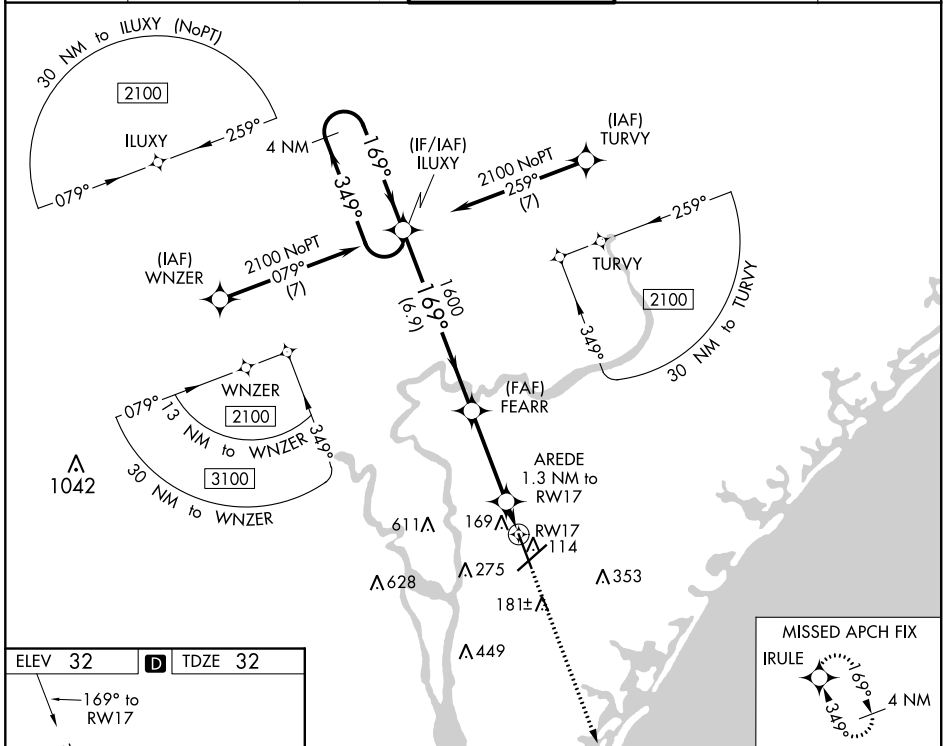 30 NM to ILUXY (NoPT)
2100
ILUXY
259°
079°
4 NM
169°
349°
(IF/IAF)
ILUXY
(IAF)
TURVY
2100 NoPT
259°
(7)
(IAF)
WNZER
2100 NoPT
079°
(7)
1600
169°
(6.9)
259°
TURVY
2100
349°
30 NM to TURVY
(FAF)
FEARR
WNZER
079°
2100
13 NM to WNZER
349°
3100
30 NM to WNZER
1042
AREDE
1.3 NM to
RW17
611
169
RW17
114
275
628
353
181±
449
ELEV 32 D TDZE 32
169° to
RW17
MISSED APCH FIX
IRULE
169°
4 NM
349°